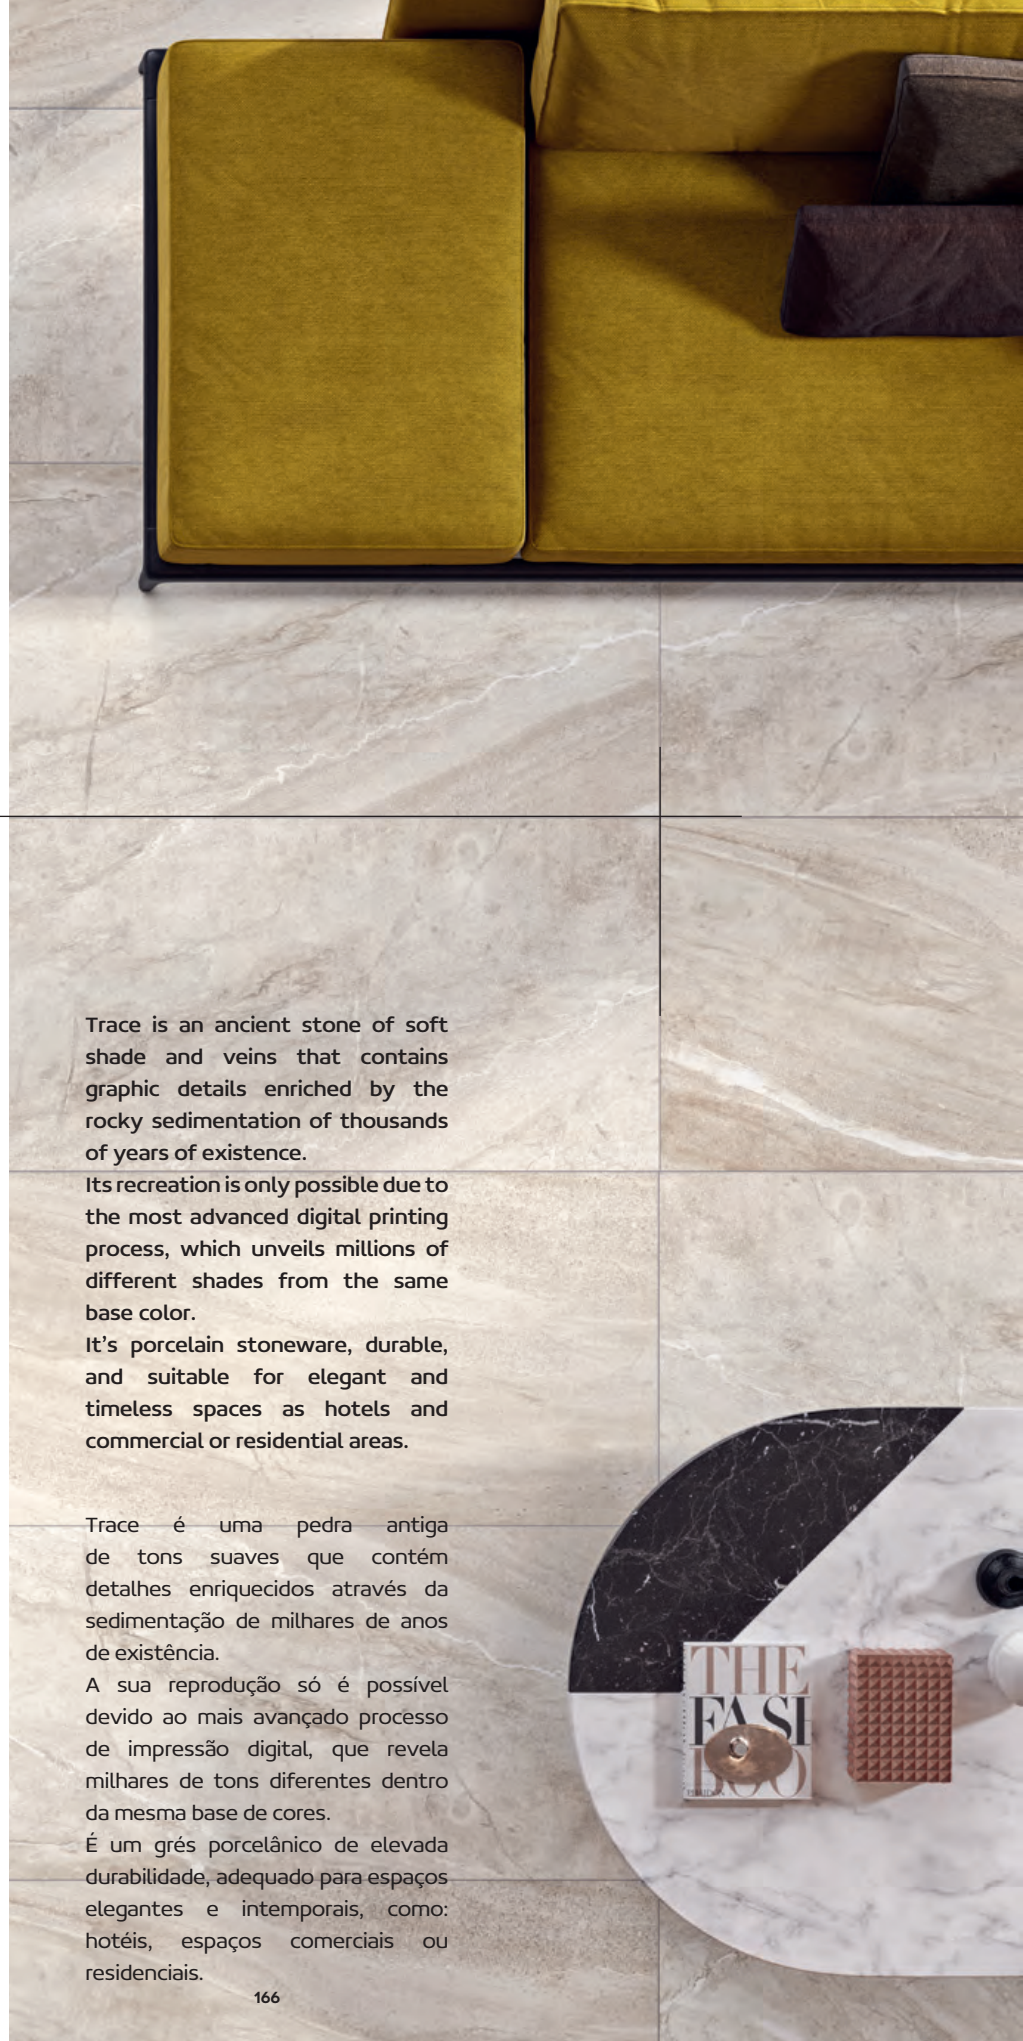 Trace is an ancient stone of soft
shade and veins that contains
graphic details enriched by the
rocky sedimentation of thousands
of years of existence.
Its recreation is only possible due to
the most advanced digital printing
process, which unveils millions of
different shades from the same
base color.
It’s porcelain stoneware, durable,
and suitable for elegant and
timeless spaces as hotels and
commercial or residential areas.
Trace é uma pedra antiga
de tons suaves que contém
detalhes enriquecidos através da
sedimentação de milhares de anos
de existência.
A sua reprodução só é possível
devido ao mais avançado processo
de impressão digital, que revela
milhares de tons diferentes dentro
da mesma base de cores.
É um grés porcelânico de elevada
durabilidade, adequado para espaços
elegantes e intemporais, como:
hotéis, espaços comerciais ou
residenciais.
166
THE
FASH
BOO